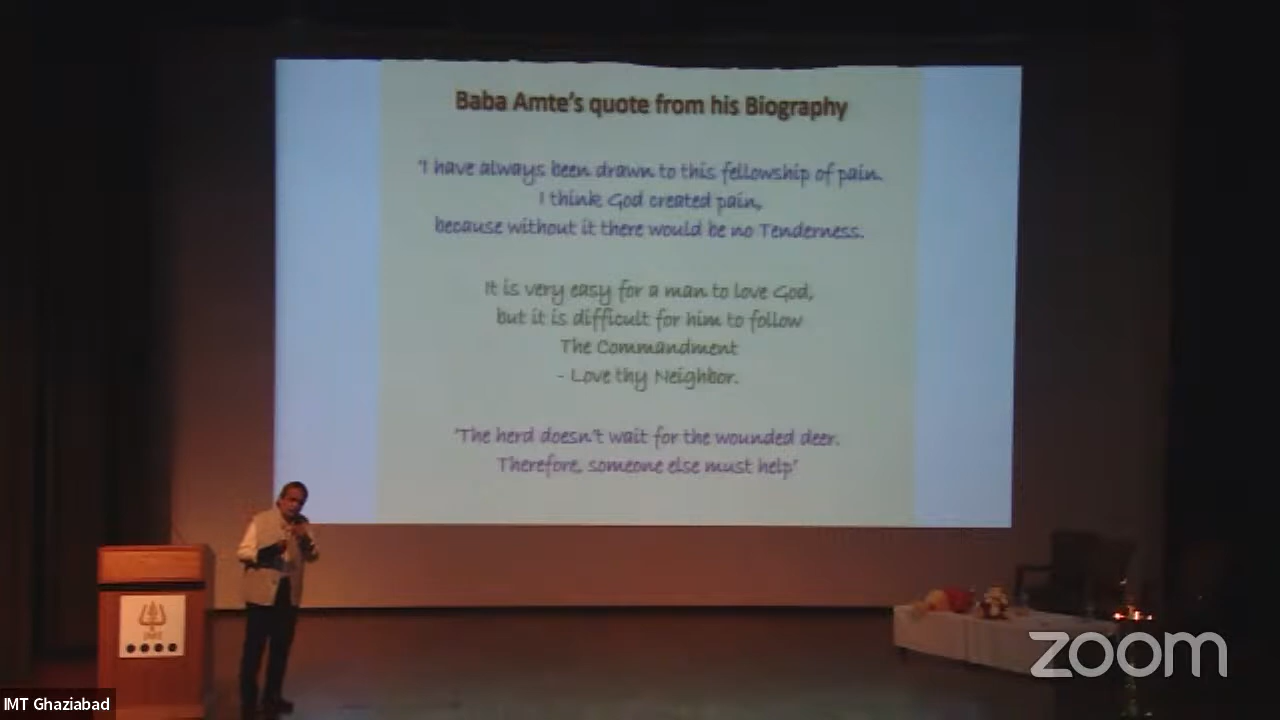 Baba Amte's quote from his Biography
'I have always been drawn to this fellowship of pain.
I think God created pain,
because without it there would be no Tenderness.
It is very easy for a man to love God,
but it is difficult for him to follow
The Commandment
- Love thy Neighbor.
'The herd doesn't wait for the wounded deer.
Therefore, someone else must help'
IMT
zoom
IMT Ghaziabad